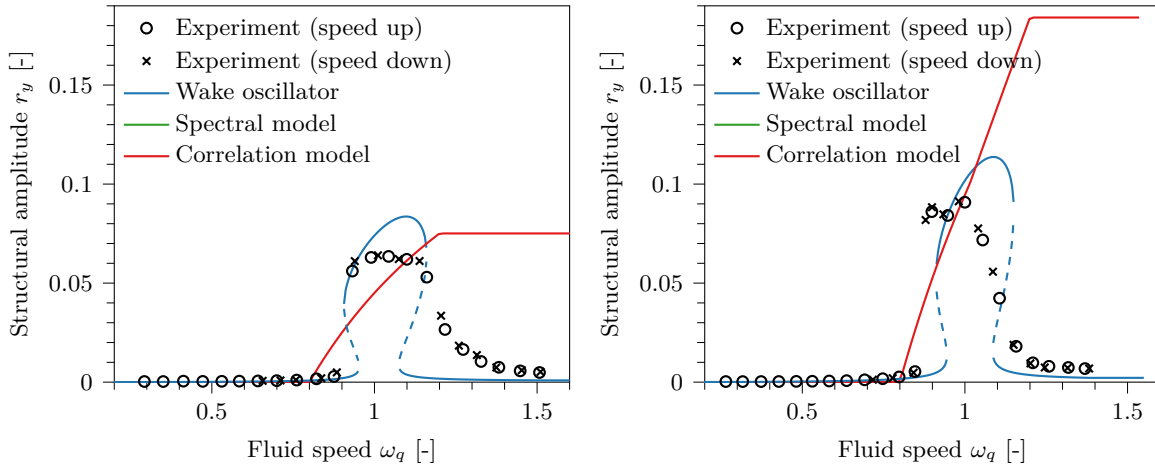 Experiment (speed up)
Experiment (speed down)
Wake oscillator
Spectral model
Correlation model
0.15
0.1
0.05
0
0.5
1
1.5
Structural amplitude r_y [-]
Fluid speed ω_q [-]
Experiment (speed up)
Experiment (speed down)
Wake oscillator
Spectral model
Correlation model
0.15
0.1
0.05
0
0.5
1
1.5
Structural amplitude r_y [-]
Fluid speed ω_q [-]